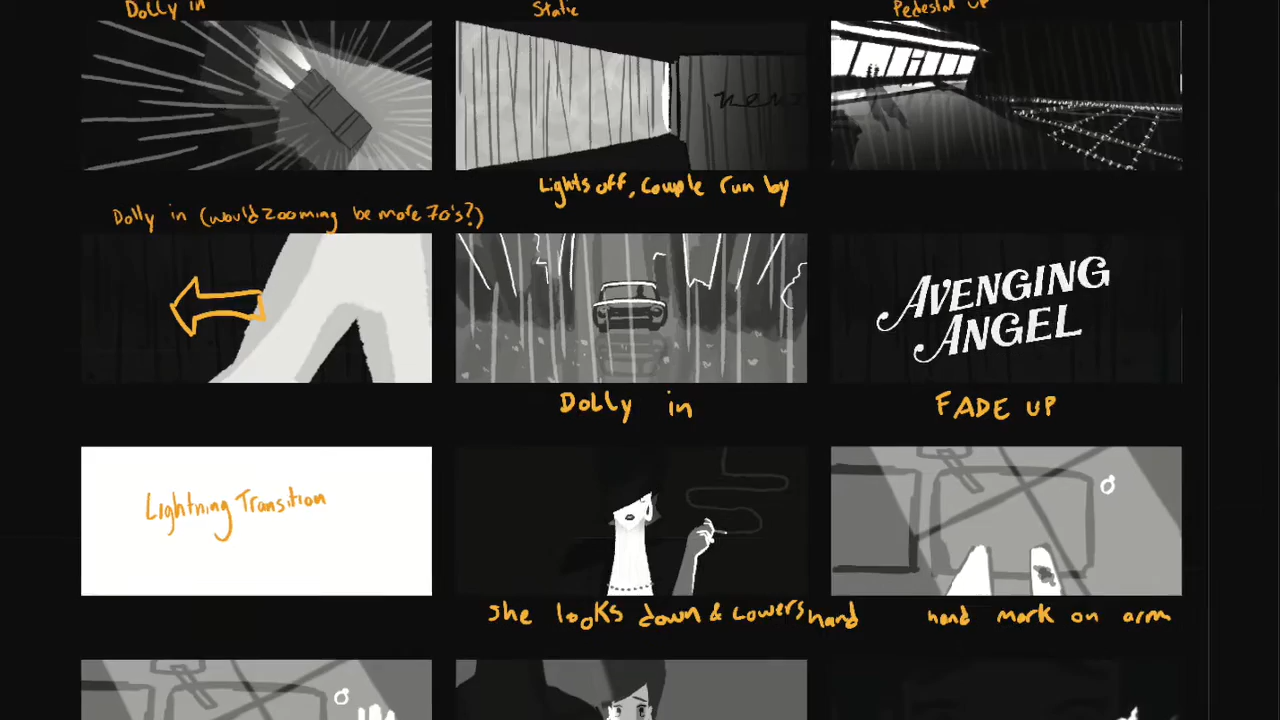 Dolly in
Static
Pedestal up
Lights off, couple run by
Dolly in (would zooming be more 70's?)
AVENGING
ANGEL
Dolly in
FADE UP
Lightning Transition
She looks down & lowers hand
hand mark on arm